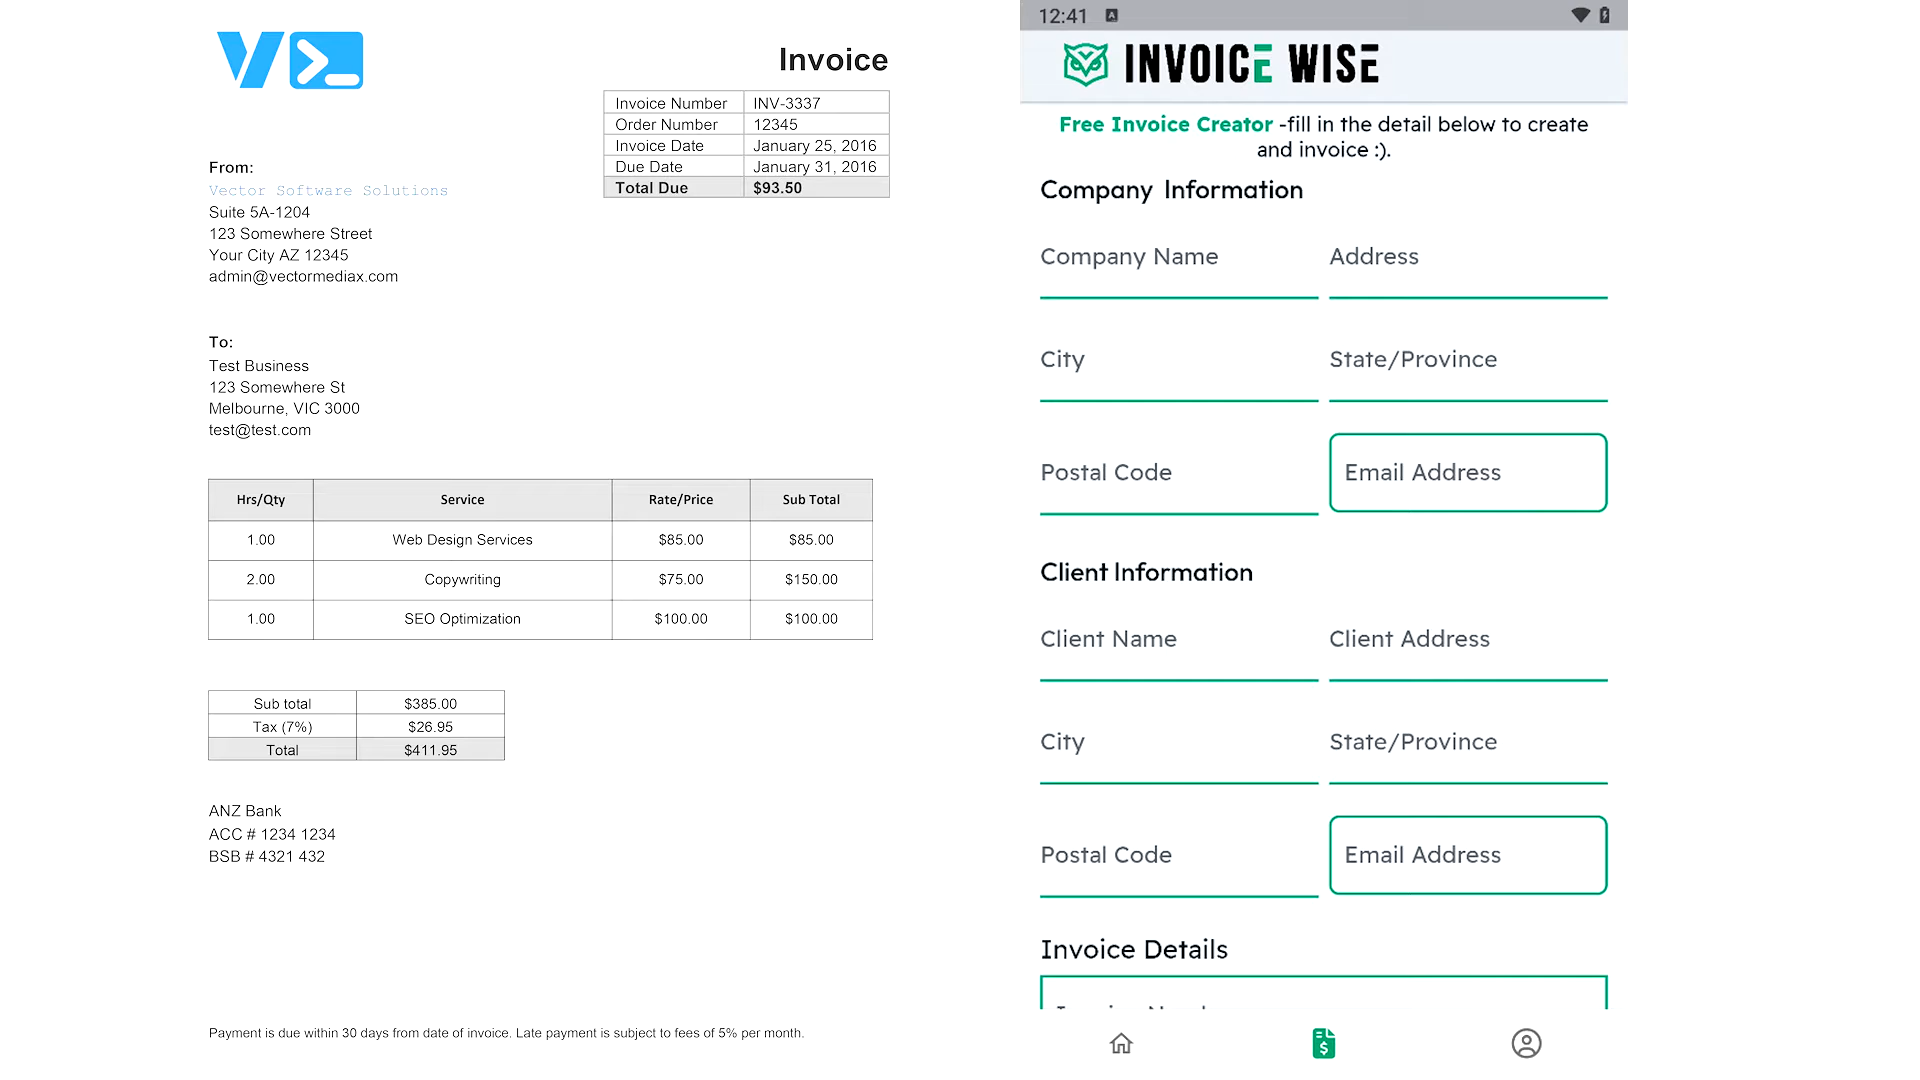 Invoice
Invoice Number INV-3337
Order Number 12345
Invoice Date January 25, 2016
Due Date January 31, 2016
Total Due $93.50
From:
Vector Software Solutions
Suite 5A-1204
123 Somewhere Street
Your City AZ 12345
admin@vectormediax.com
To:
Test Business
123 Somewhere St
Melbourne, VIC 3000
test@test.com
Hrs/Qty Service Rate/Price Sub Total
1.00 Web Design Services $85.00 $85.00
2.00 Copywriting $75.00 $150.00
1.00 SEO Optimization $100.00 $100.00
Sub total $385.00
Tax (7%) $26.95
Total $411.95
ANZ Bank
ACC # 1234 1234
BSB # 4321 432
Payment is due within 30 days from date of invoice. Late payment is subject to fees of 5% per month.
12:41
INVOICE WISE
Free Invoice Creator -fill in the detail below to create
and invoice :).
Company Information
Company Name Address
City State/Province
Postal Code Email Address
Client Information
Client Name Client Address
City State/Province
Postal Code Email Address
Invoice Details